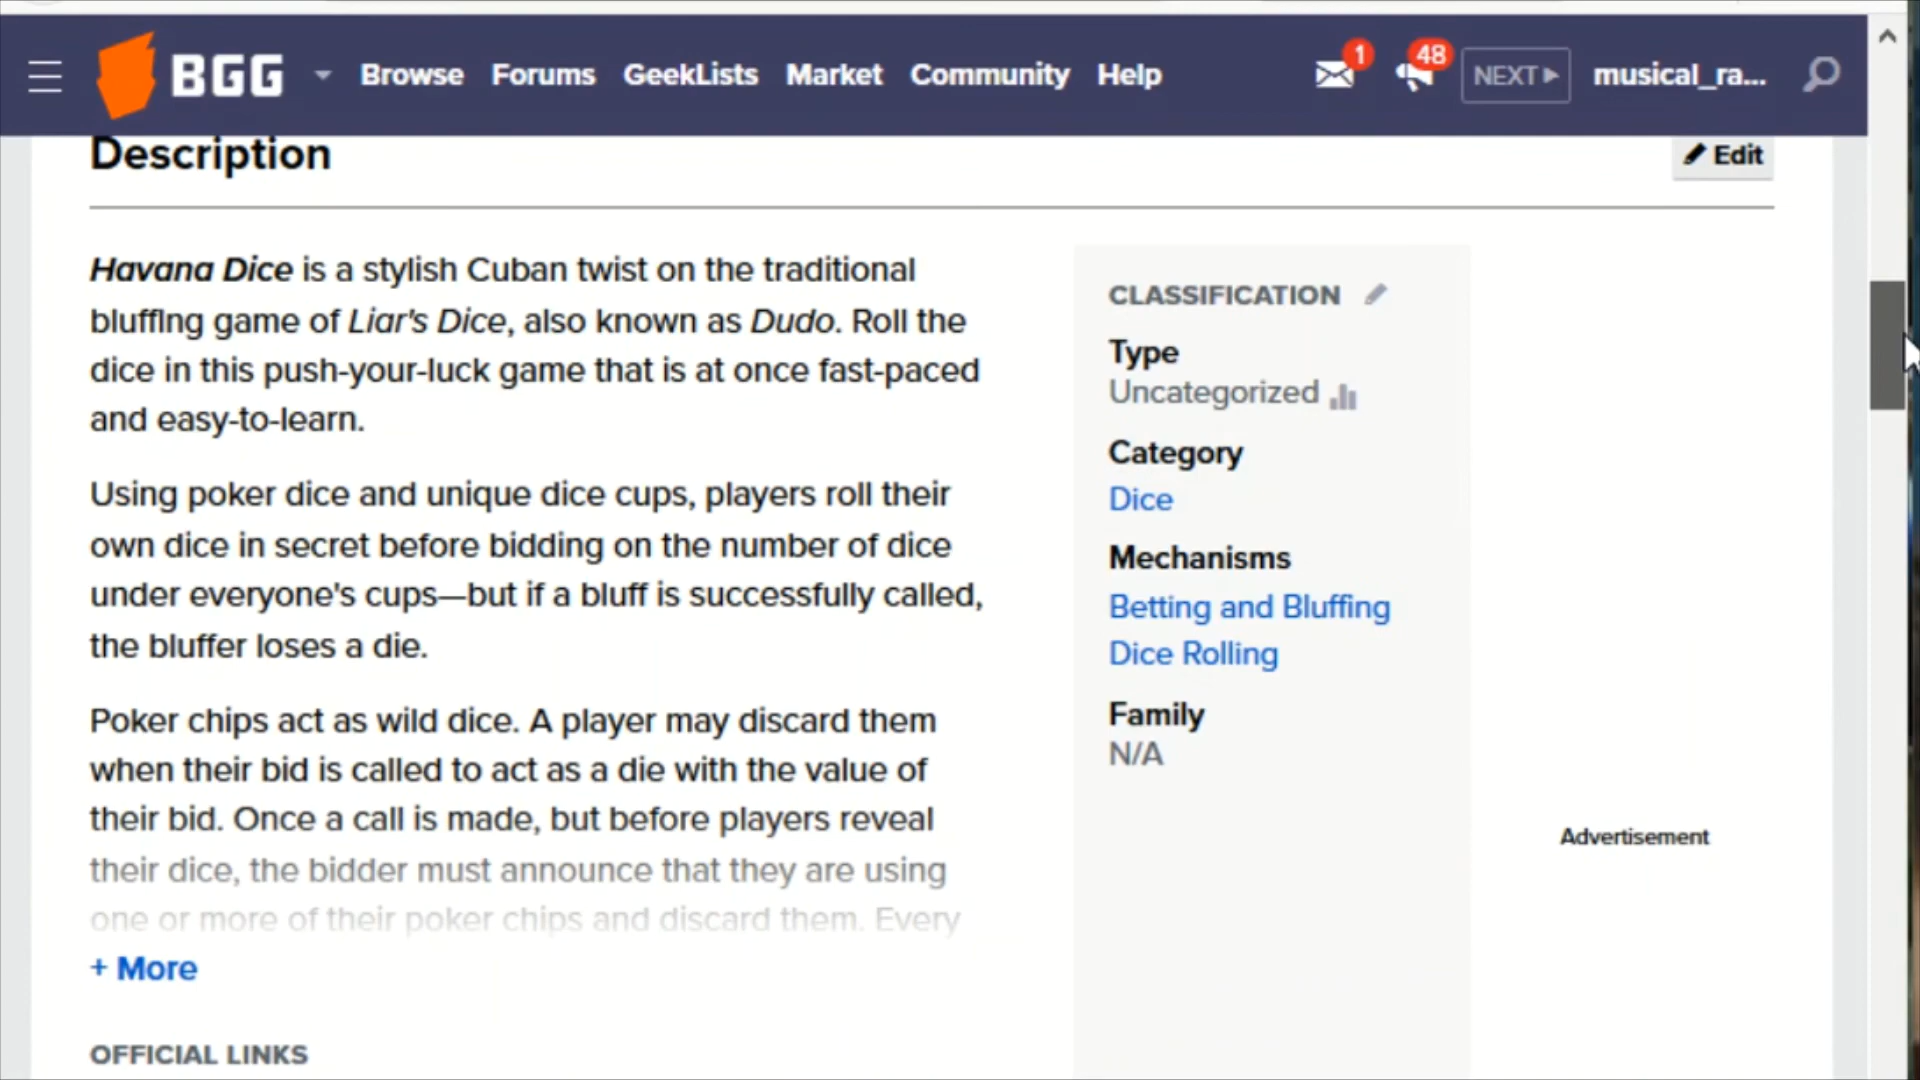 BGG Browse Forums GeekLists Market Community Help 1 48 NEXT musical_ra...
Description
Edit
Havana Dice is a stylish Cuban twist on the traditional
bluffing game of Liar's Dice, also known as Dudo. Roll the
dice in this push-your-luck game that is at once fast-paced
and easy-to-learn.
Using poker dice and unique dice cups, players roll their
own dice in secret before bidding on the number of dice
under everyone's cups—but if a bluff is successfully called,
the bluffer loses a die.
Poker chips act as wild dice. A player may discard them
when their bid is called to act as a die with the value of
their bid. Once a call is made, but before players reveal
their dice, the bidder must announce that they are using
one or more of their poker chips and discard them. Every
+ More
OFFICIAL LINKS
CLASSIFICATION
Type
Uncategorized
Category
Dice
Mechanisms
Betting and Bluffing
Dice Rolling
Family
N/A
Advertisement